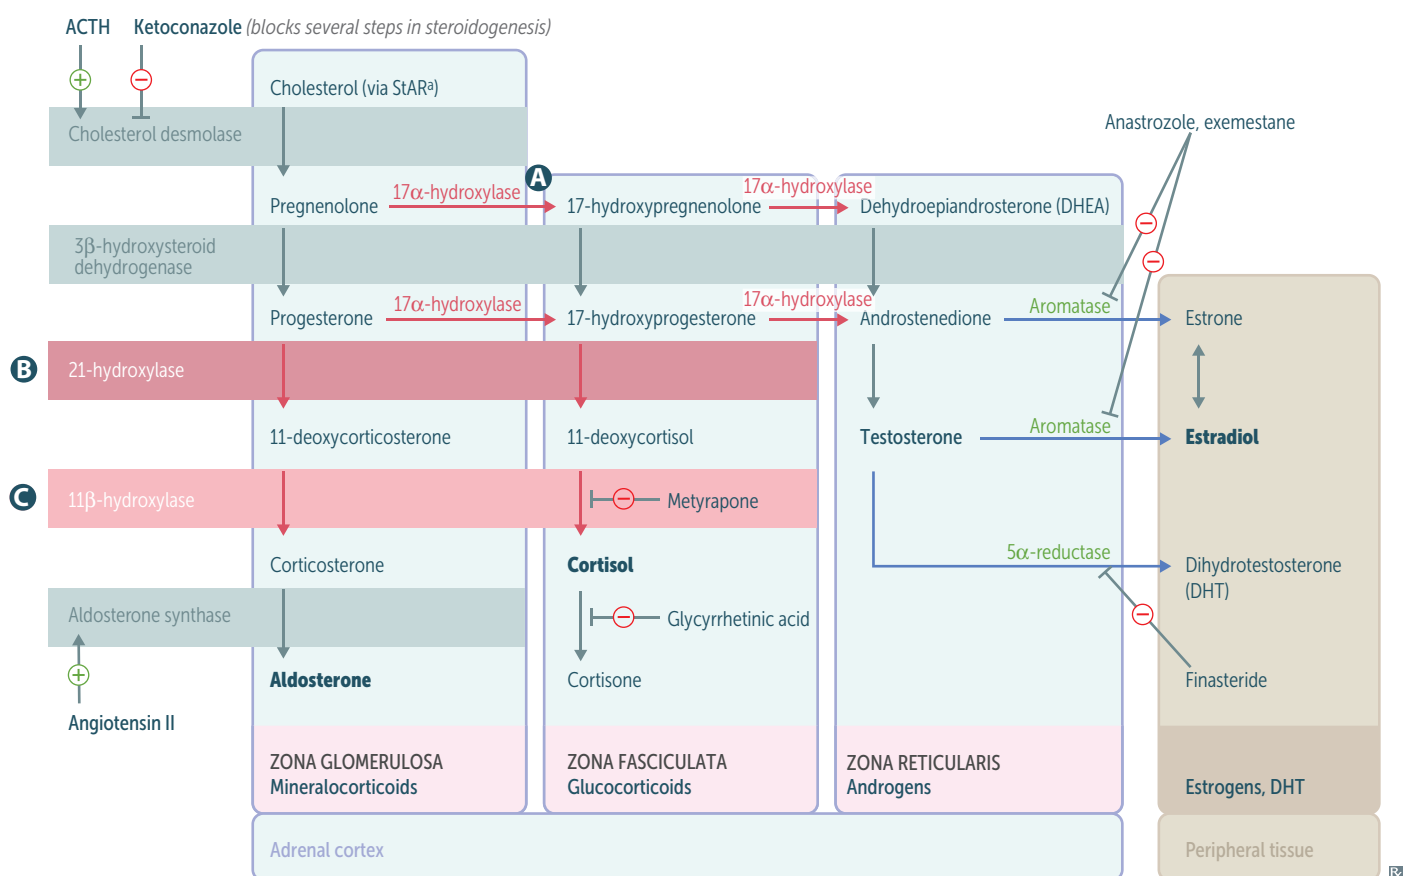 ACTH Ketoconazole (blocks several steps in steroidogenesis)
Cholesterol (via StARª)
Cholesterol desmolase
Anastrozole, exemestane
A
17α-hydroxylase 17α-hydroxylase
Pregnenolone 17-hydroxypregnenolone Dehydroepiandrosterone (DHEA)
3β-hydroxysteroid
dehydrogenase
17α-hydroxylase 17α-hydroxylase Aromatase
Progesterone 17-hydroxyprogesterone Androstenedione Estrone
B 21-hydroxylase
Aromatase
11-deoxycorticosterone 11-deoxycortisol Testosterone Estradiol
C 11β-hydroxylase Metyrapone
5α-reductase
Corticosterone Cortisol Dihydrotestosterone
(DHT)
Aldosterone synthase Glycyrrhetinic acid
Aldosterone Cortisone Finasteride
Angiotensin II
ZONA GLOMERULOSA ZONA FASCICULATA ZONA RETICULARIS
Mineralocorticoids Glucocorticoids Androgens Estrogens, DHT
Adrenal cortex Peripheral tissue